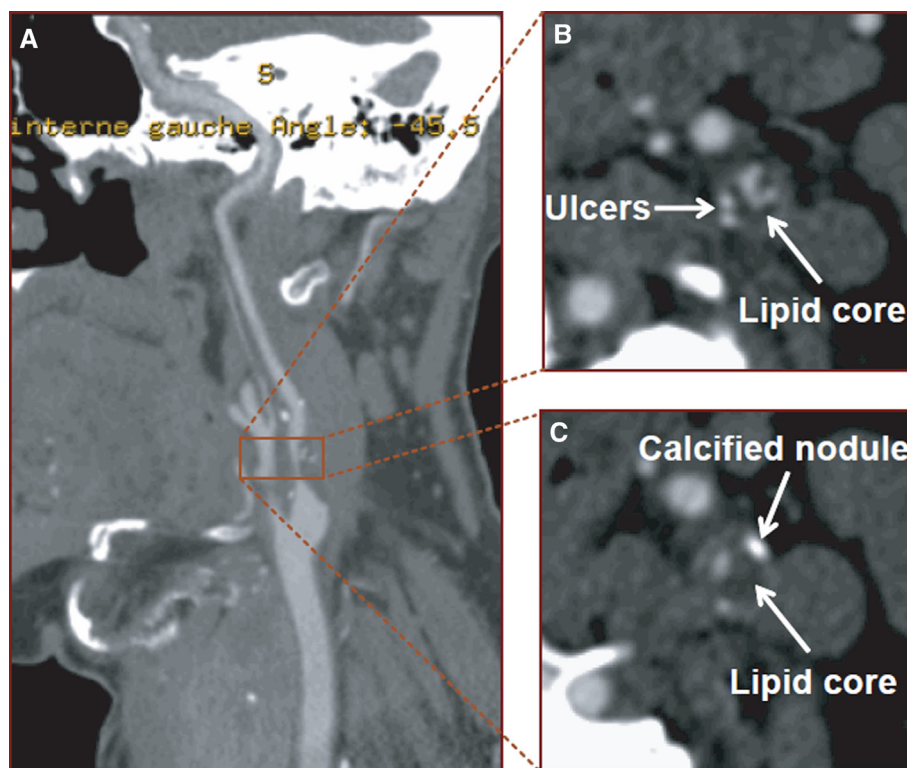 A
S
interne gauche Angle: -45.5
B
Ulcers
Lipid core
C
Calcified nodule
Lipid core